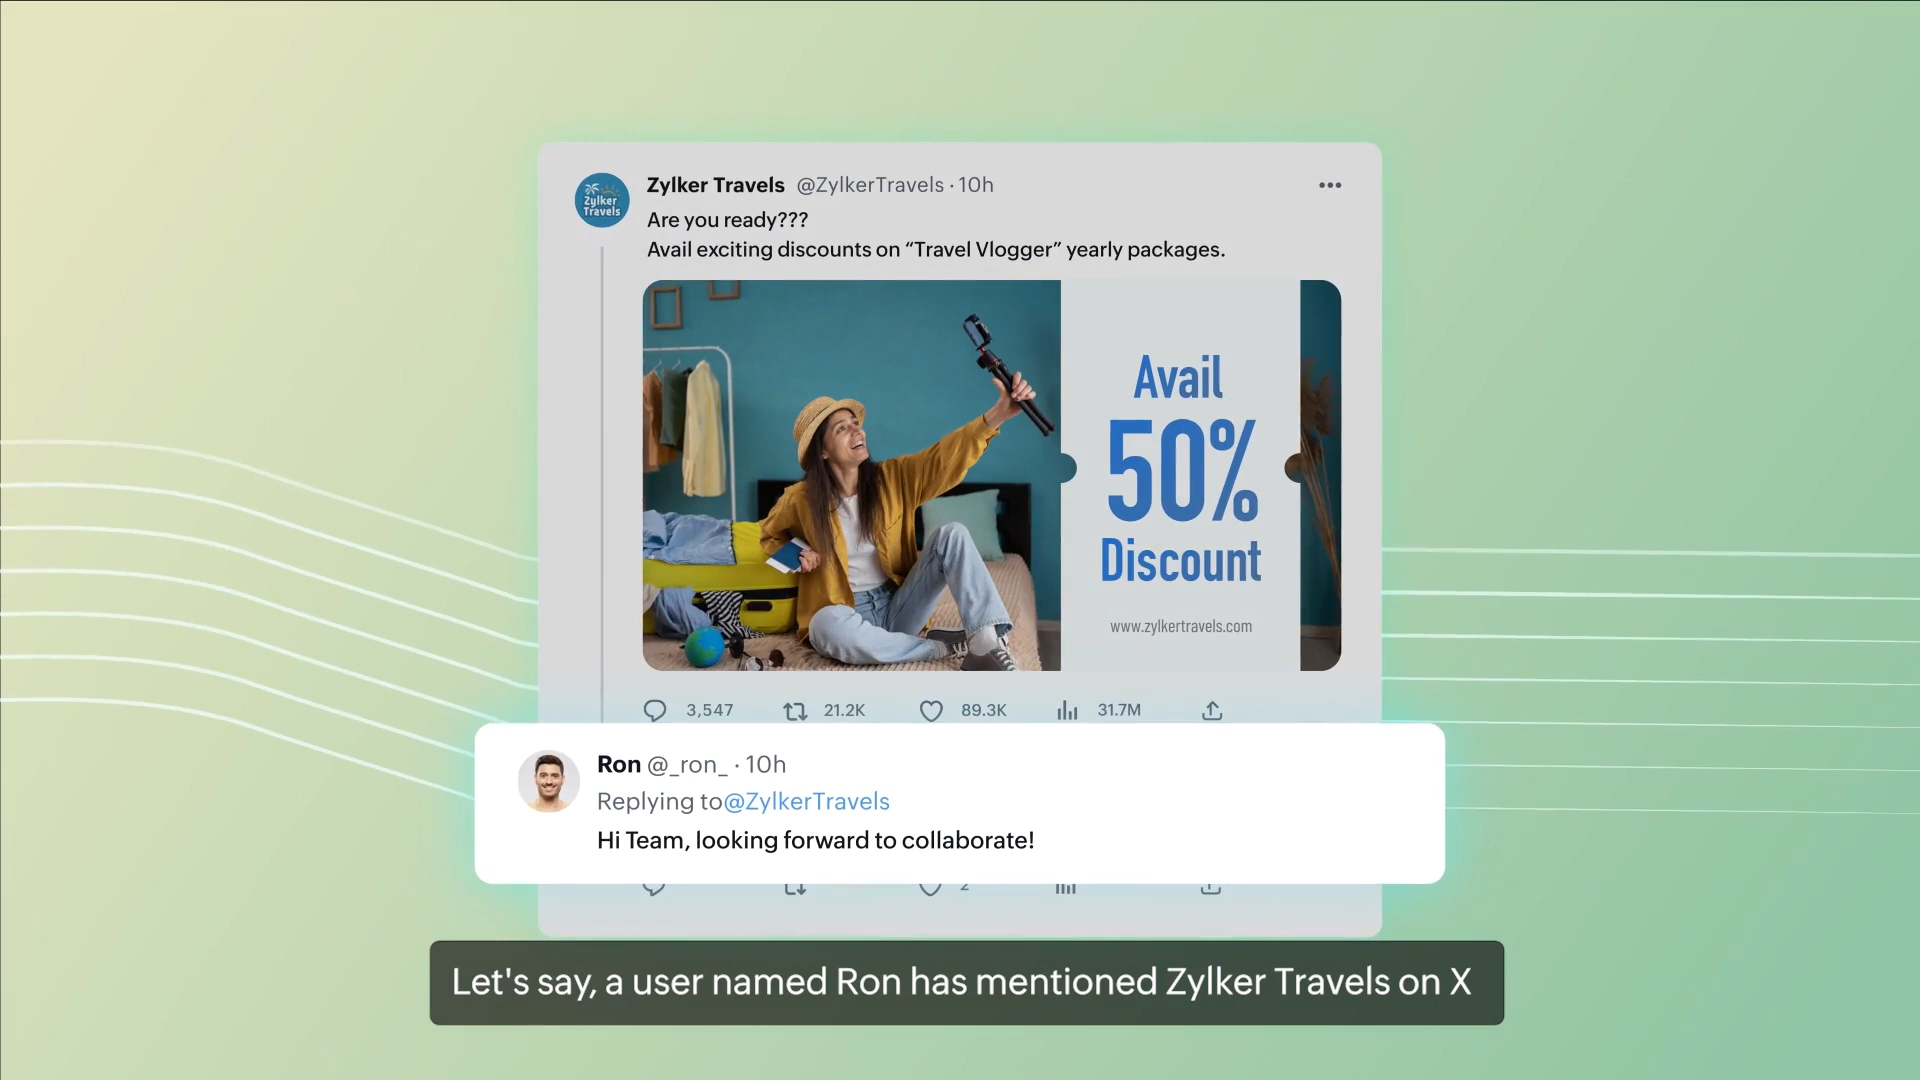 Zylker
Travels
Zylker Travels @ZylkerTravels · 10h
Are you ready???
Avail exciting discounts on “Travel Vlogger” yearly packages.
Avail
50%
Discount
www.zylkertravels.com
3,547 21.2K 89.3K 31.7M
Ron @_ron_ · 10h
Replying to@ZylkerTravels
Hi Team, looking forward to collaborate!
2
Let's say, a user named Ron has mentioned Zylker Travels on X